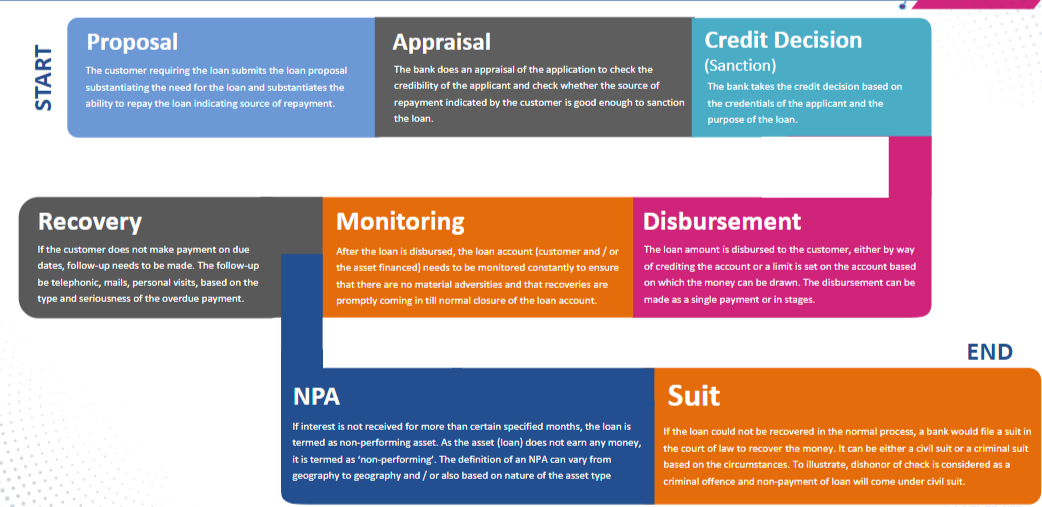 START
Proposal
The customer requiring the loan submits the loan proposal
substantiating the need for the loan and substantiates the
ability to repay the loan indicating source of repayment.
Appraisal
The bank does an appraisal of the application to check the
credibility of the applicant and check whether the source of
repayment indicated by the customer is good enough to sanction
the loan.
Credit Decision
(Sanction)
The bank takes the credit decision based on
the credentials of the applicant and the
purpose of the loan.
Disbursement
The loan amount is disbursed to the customer, either by way
of crediting the account or a limit is set on the account based
on which the money can be drawn. The disbursement can be
made as a single payment or in stages.
Monitoring
After the loan is disbursed, the loan account (customer and / or
the asset financed) needs to be monitored constantly to ensure
that there are no material adversities and that recoveries are
promptly coming in till normal closure of the loan account.
Recovery
If the customer does not make payment on due
dates, follow-up needs to be made. The follow-up
be telephonic, mails, personal visits, based on the
type and seriousness of the overdue payment.
NPA
If interest is not received for more than certain specified months, the loan is
termed as non-performing asset. As the asset (loan) does not earn any money,
it is termed as ‘non-performing’. The definition of an NPA can vary from
geography to geography and / or also based on nature of the asset type
END
Suit
If the loan could not be recovered in the normal process, a bank would file a suit in
the court of law to recover the money. It can be either a civil suit or a criminal suit
based on the circumstances. To illustrate, dishonor of check is considered as a
criminal offence and non-payment of loan will come under civil suit.